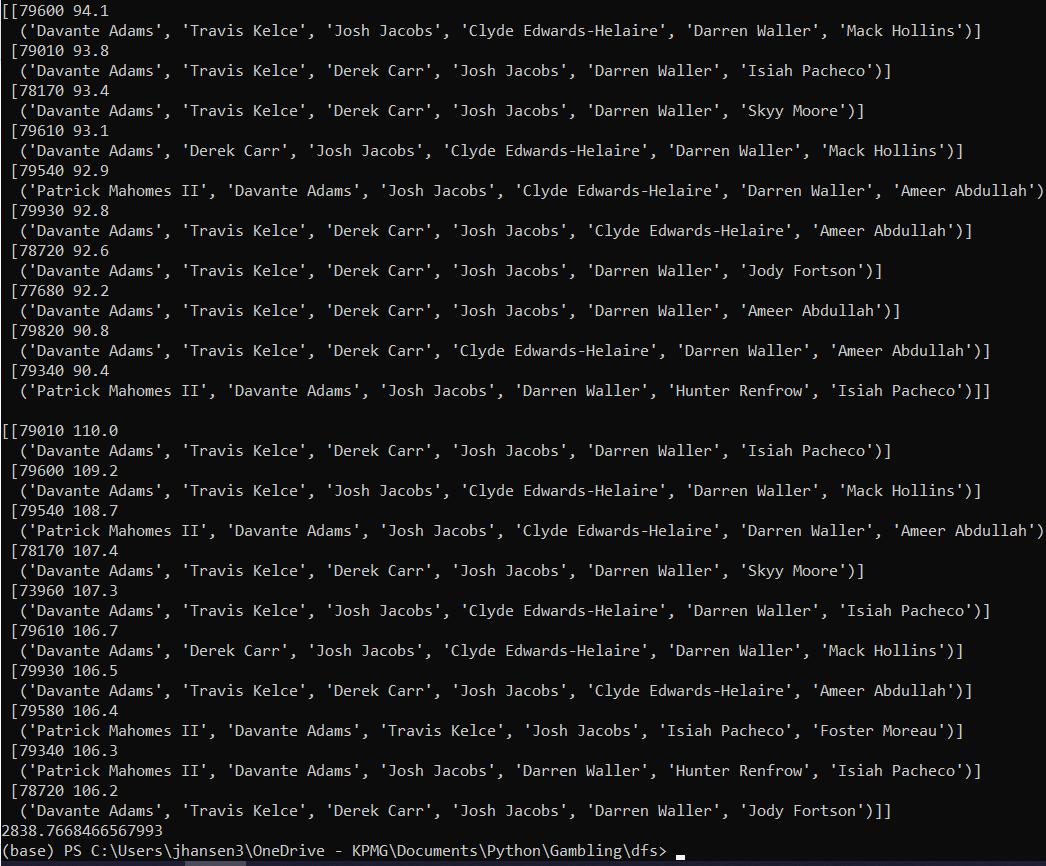 [[79600 94.1
('Davante Adams', 'Travis Kelce', 'Josh Jacobs', 'Clyde Edwards-Helaire', 'Darren Waller', 'Mack Hollins')]
[79010 93.8
('Davante Adams', 'Travis Kelce', 'Derek Carr', 'Josh Jacobs', 'Darren Waller', 'Isiah Pacheco')]
[78170 93.4
('Davante Adams', 'Travis Kelce', 'Derek Carr', 'Josh Jacobs', 'Darren Waller', 'Skyy Moore')]
[79610 93.1
('Davante Adams', 'Derek Carr', 'Josh Jacobs', 'Clyde Edwards-Helaire', 'Darren Waller', 'Mack Hollins')]
[79540 92.9
('Patrick Mahomes II', 'Davante Adams', 'Josh Jacobs', 'Clyde Edwards-Helaire', 'Darren Waller', 'Ameer Abdullah')
[79930 92.8
('Davante Adams', 'Travis Kelce', 'Derek Carr', 'Josh Jacobs', 'Clyde Edwards-Helaire', 'Ameer Abdullah')]
[78720 92.6
('Davante Adams', 'Travis Kelce', 'Derek Carr', 'Josh Jacobs', 'Darren Waller', 'Jody Fortson')]
[77680 92.2
('Davante Adams', 'Travis Kelce', 'Derek Carr', 'Josh Jacobs', 'Darren Waller', 'Ameer Abdullah')]
[79820 90.8
('Davante Adams', 'Travis Kelce', 'Derek Carr', 'Clyde Edwards-Helaire', 'Darren Waller', 'Ameer Abdullah')]
[79340 90.4
('Patrick Mahomes II', 'Davante Adams', 'Josh Jacobs', 'Darren Waller', 'Hunter Renfrow', 'Isiah Pacheco')]]
[[79010 110.0
('Davante Adams', 'Travis Kelce', 'Derek Carr', 'Josh Jacobs', 'Darren Waller', 'Isiah Pacheco')]
[79600 109.2
('Davante Adams', 'Travis Kelce', 'Josh Jacobs', 'Clyde Edwards-Helaire', 'Darren Waller', 'Mack Hollins')]
[79540 108.7
('Patrick Mahomes II', 'Davante Adams', 'Josh Jacobs', 'Clyde Edwards-Helaire', 'Darren Waller', 'Ameer Abdullah')
[78170 107.4
('Davante Adams', 'Travis Kelce', 'Derek Carr', 'Josh Jacobs', 'Darren Waller', 'Skyy Moore')]
[73960 107.3
('Davante Adams', 'Travis Kelce', 'Josh Jacobs', 'Clyde Edwards-Helaire', 'Darren Waller', 'Isiah Pacheco')]
[79610 106.7
('Davante Adams', 'Derek Carr', 'Josh Jacobs', 'Clyde Edwards-Helaire', 'Darren Waller', 'Mack Hollins')]
[79930 106.5
('Davante Adams', 'Travis Kelce', 'Derek Carr', 'Josh Jacobs', 'Clyde Edwards-Helaire', 'Ameer Abdullah')]
[79580 106.4
('Patrick Mahomes II', 'Davante Adams', 'Travis Kelce', 'Josh Jacobs', 'Isiah Pacheco', 'Foster Moreau')]
[79340 106.3
('Patrick Mahomes II', 'Davante Adams', 'Josh Jacobs', 'Darren Waller', 'Hunter Renfrow', 'Isiah Pacheco')]
[78720 106.2
('Davante Adams', 'Travis Kelce', 'Derek Carr', 'Josh Jacobs', 'Darren Waller', 'Jody Fortson')]]
2838.7668466567993
(base) PS C:\Users\jhansen3\OneDrive - KPMG\Documents\Python\Gambling\dfs>